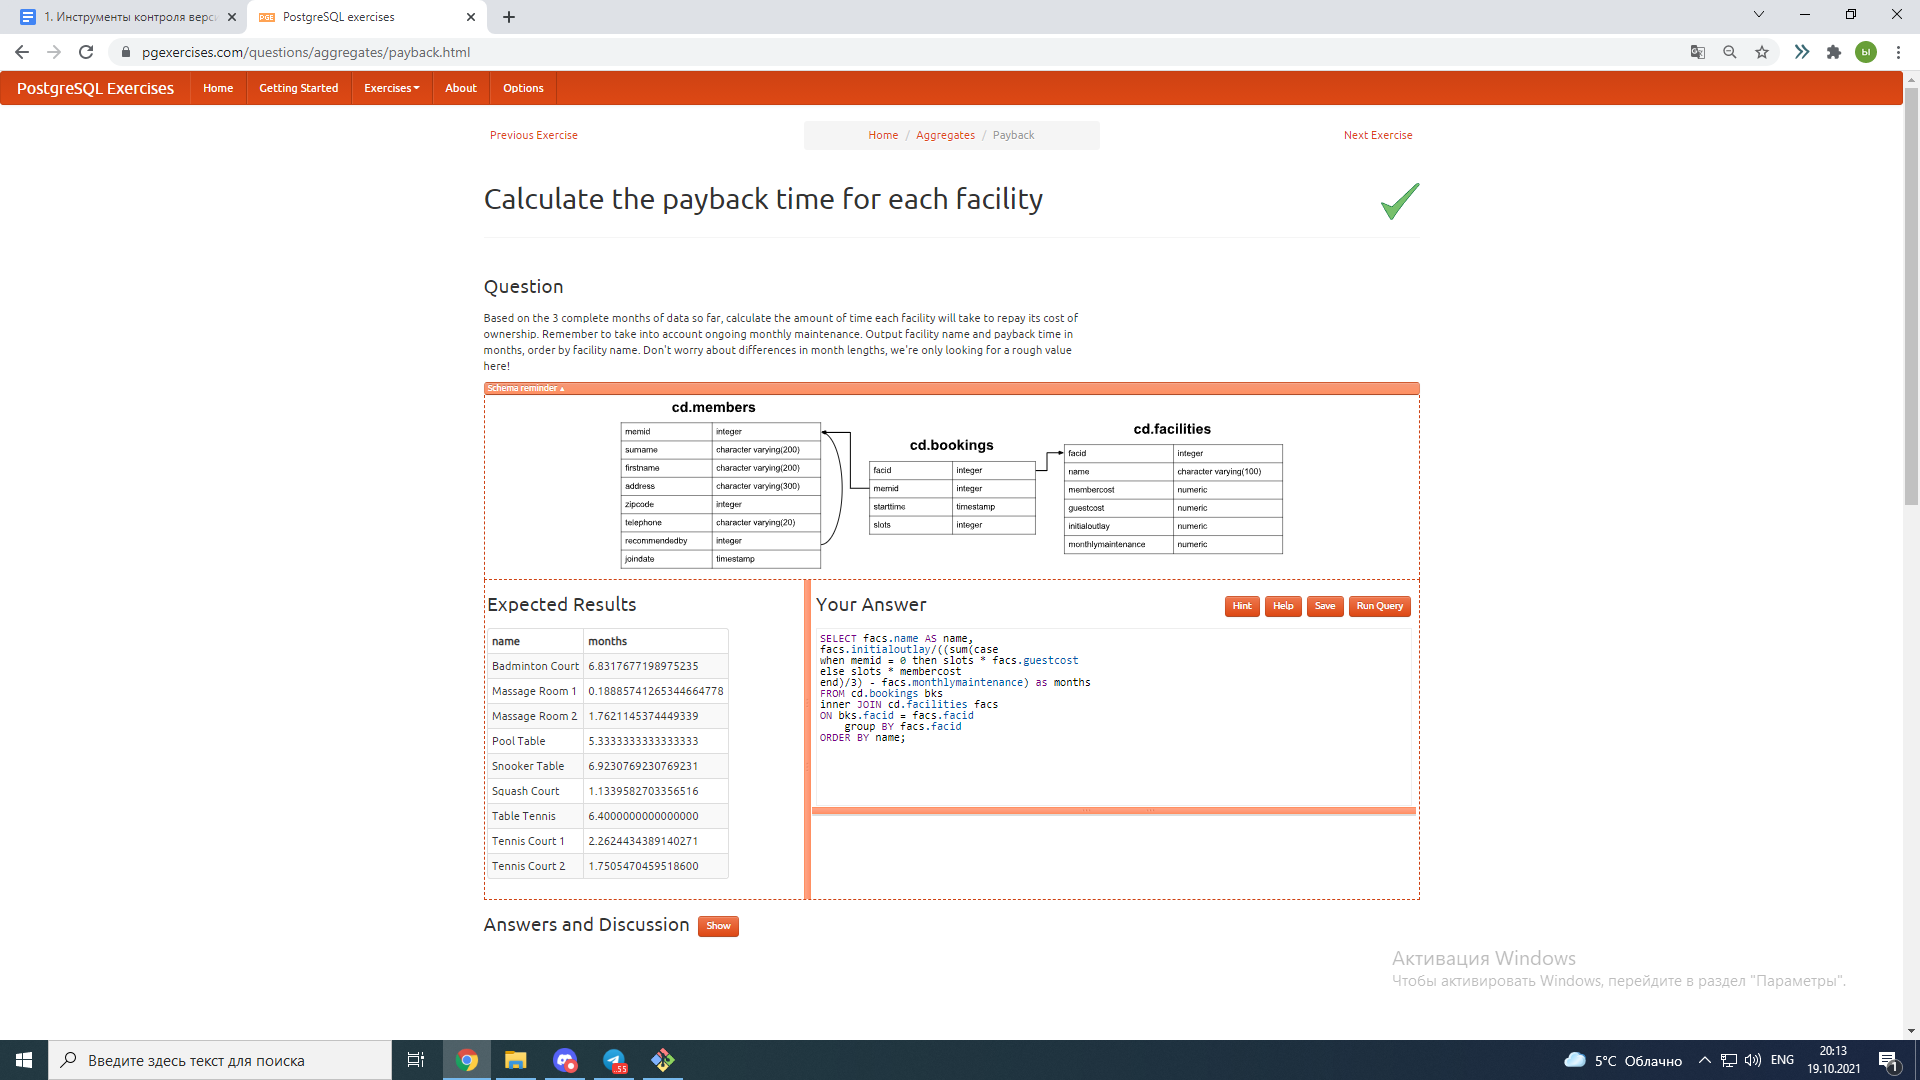 1. Инструменты контроля верси
PGE PostgreSQL exercises
pgexercises.com/questions/aggregates/payback.html
Ы
PostgreSQL Exercises Home Getting Started Exercises About Options
Previous Exercise
Home / Aggregates / Payback
Next Exercise
Calculate the payback time for each facility
Question
Based on the 3 complete months of data so far, calculate the amount of time each facility will take to repay its cost of
ownership. Remember to take into account ongoing monthly maintenance. Output facility name and payback time in
months, order by facility name. Don't worry about differences in month lengths, we're only looking for a rough value
here!
Schema reminder
cd.members
memid integer
surname character varying(200)
firstname character varying(200)
address character varying(300)
zipcode integer
telephone character varying(20)
recommendedby integer
joindate timestamp
cd.bookings
facid integer
memid integer
starttime timestamp
slots integer
cd.facilities
facid integer
name character varying(100)
membercost numeric
guestcost numeric
initialoutlay numeric
monthlymaintenance numeric
Expected Results
name months
Badminton Court 6.8317677198975235
Massage Room 1 0.18885741265344664778
Massage Room 2 1.7621145374449339
Pool Table 5.3333333333333333
Snooker Table 6.9230769230769231
Squash Court 1.1339582703356516
Table Tennis 6.4000000000000000
Tennis Court 1 2.2624434389140271
Tennis Court 2 1.7505470459518600
Your Answer
Hint Help Save Run Query
SELECT facs.name AS name,
facs.initialoutlay/((sum(case
when memid = 0 then slots * facs.guestcost
else slots * membercost
end)/3) - facs.monthlymaintenance) as months
FROM cd.bookings bks
inner JOIN cd.facilities facs
ON bks.facid = facs.facid
group BY facs.facid
ORDER BY name;
Answers and Discussion Show
Активация Windows
Чтобы активировать Windows, перейдите в раздел "Параметры".
Введите здесь текст для поиска
55
5°C Облачно
ENG
20:13
19.10.2021
1